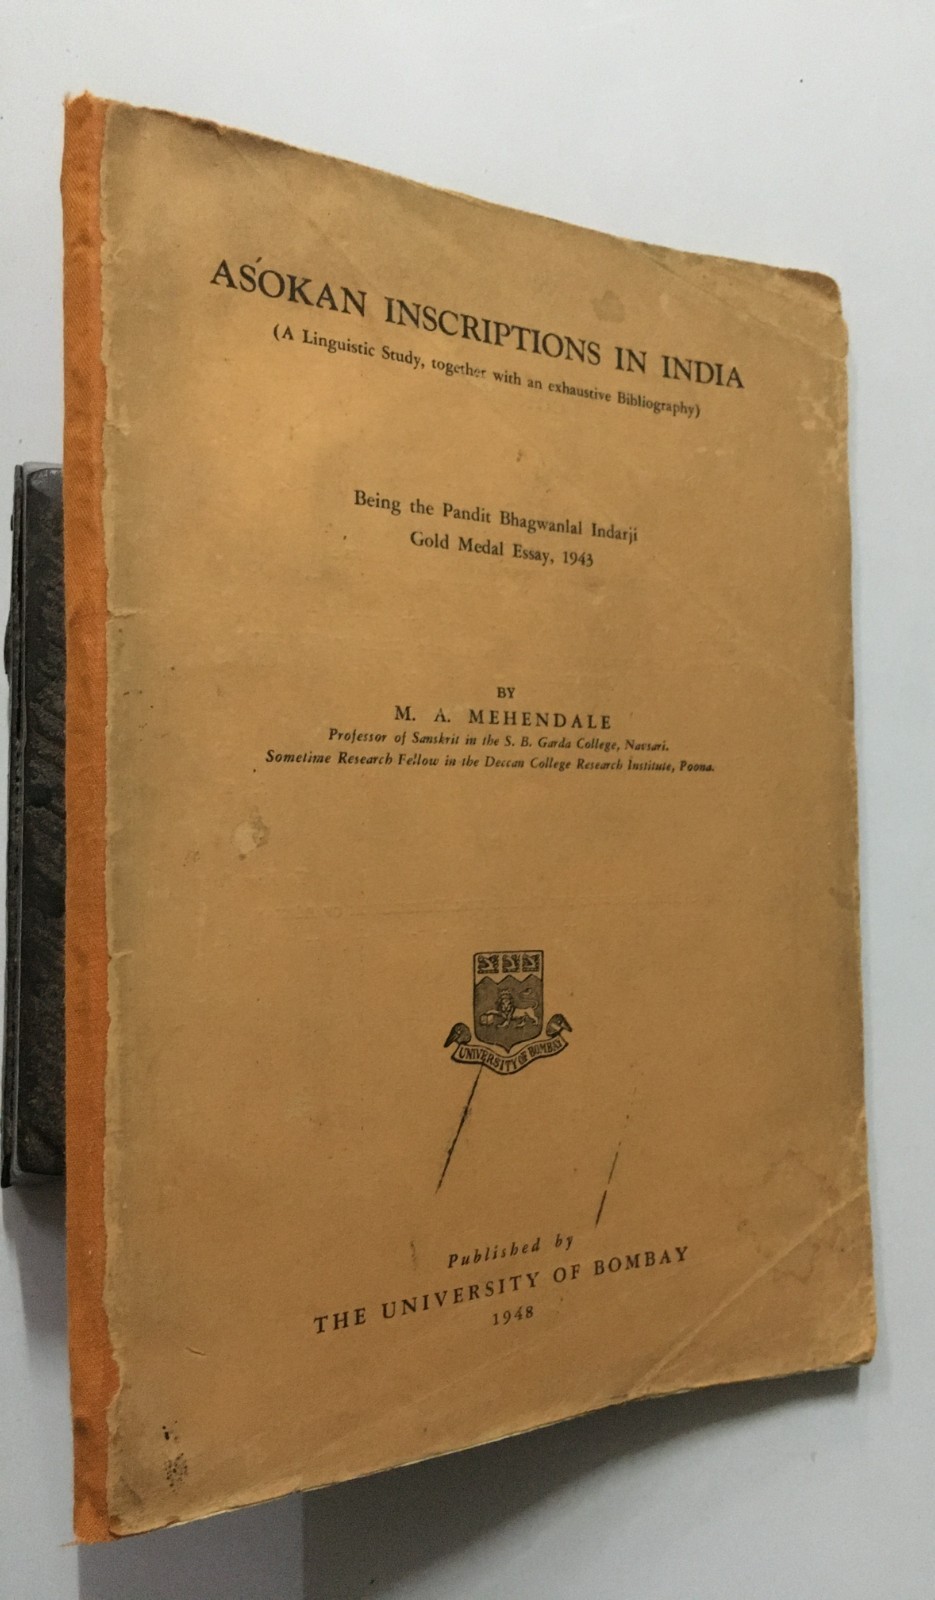 AŚOKAN INSCRIPTIONS IN INDIA
(A Linguistic Study, together with an exhaustive Bibliography)
Being the Pandit Bhagwanlal Indarji
Gold Medal Essay, 1943
BY
M. A. MEHENDALE
Professor of Sanskrit in the S. B. Garda College, Navsari.
Sometime Research Fellow in the Deccan College Research Institute, Poona.
UNIVERSITY OF BOMBAY
Published by
THE UNIVERSITY OF BOMBAY
1948